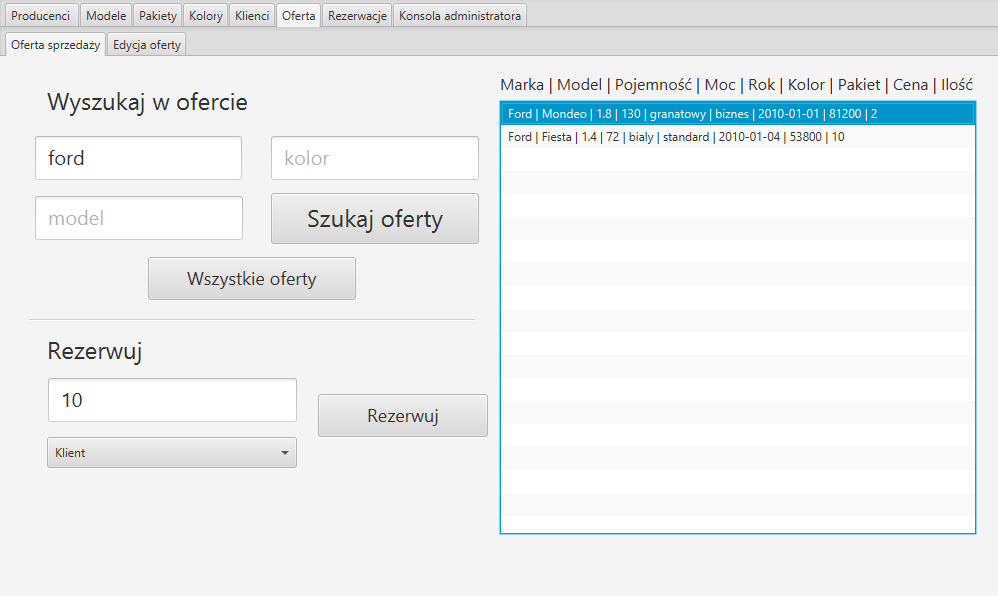 Producenci Modele Pakiety Kolory Klienci Oferta Rezerwacje Konsola administratora
Oferta sprzedaży Edycja oferty
Wyszukaj w ofercie
ford kolor
model Szukaj oferty
Wszystkie oferty
Rezerwuj
10
Rezerwuj
Klient
Marka | Model | Pojemność | Moc | Rok | Kolor | Pakiet | Cena | Ilość
Ford | Mondeo | 1.8 | 130 | granatowy | biznes | 2010-01-01 | 81200 | 2
Ford | Fiesta | 1.4 | 72 | bialy | standard | 2010-01-04 | 53800 | 10